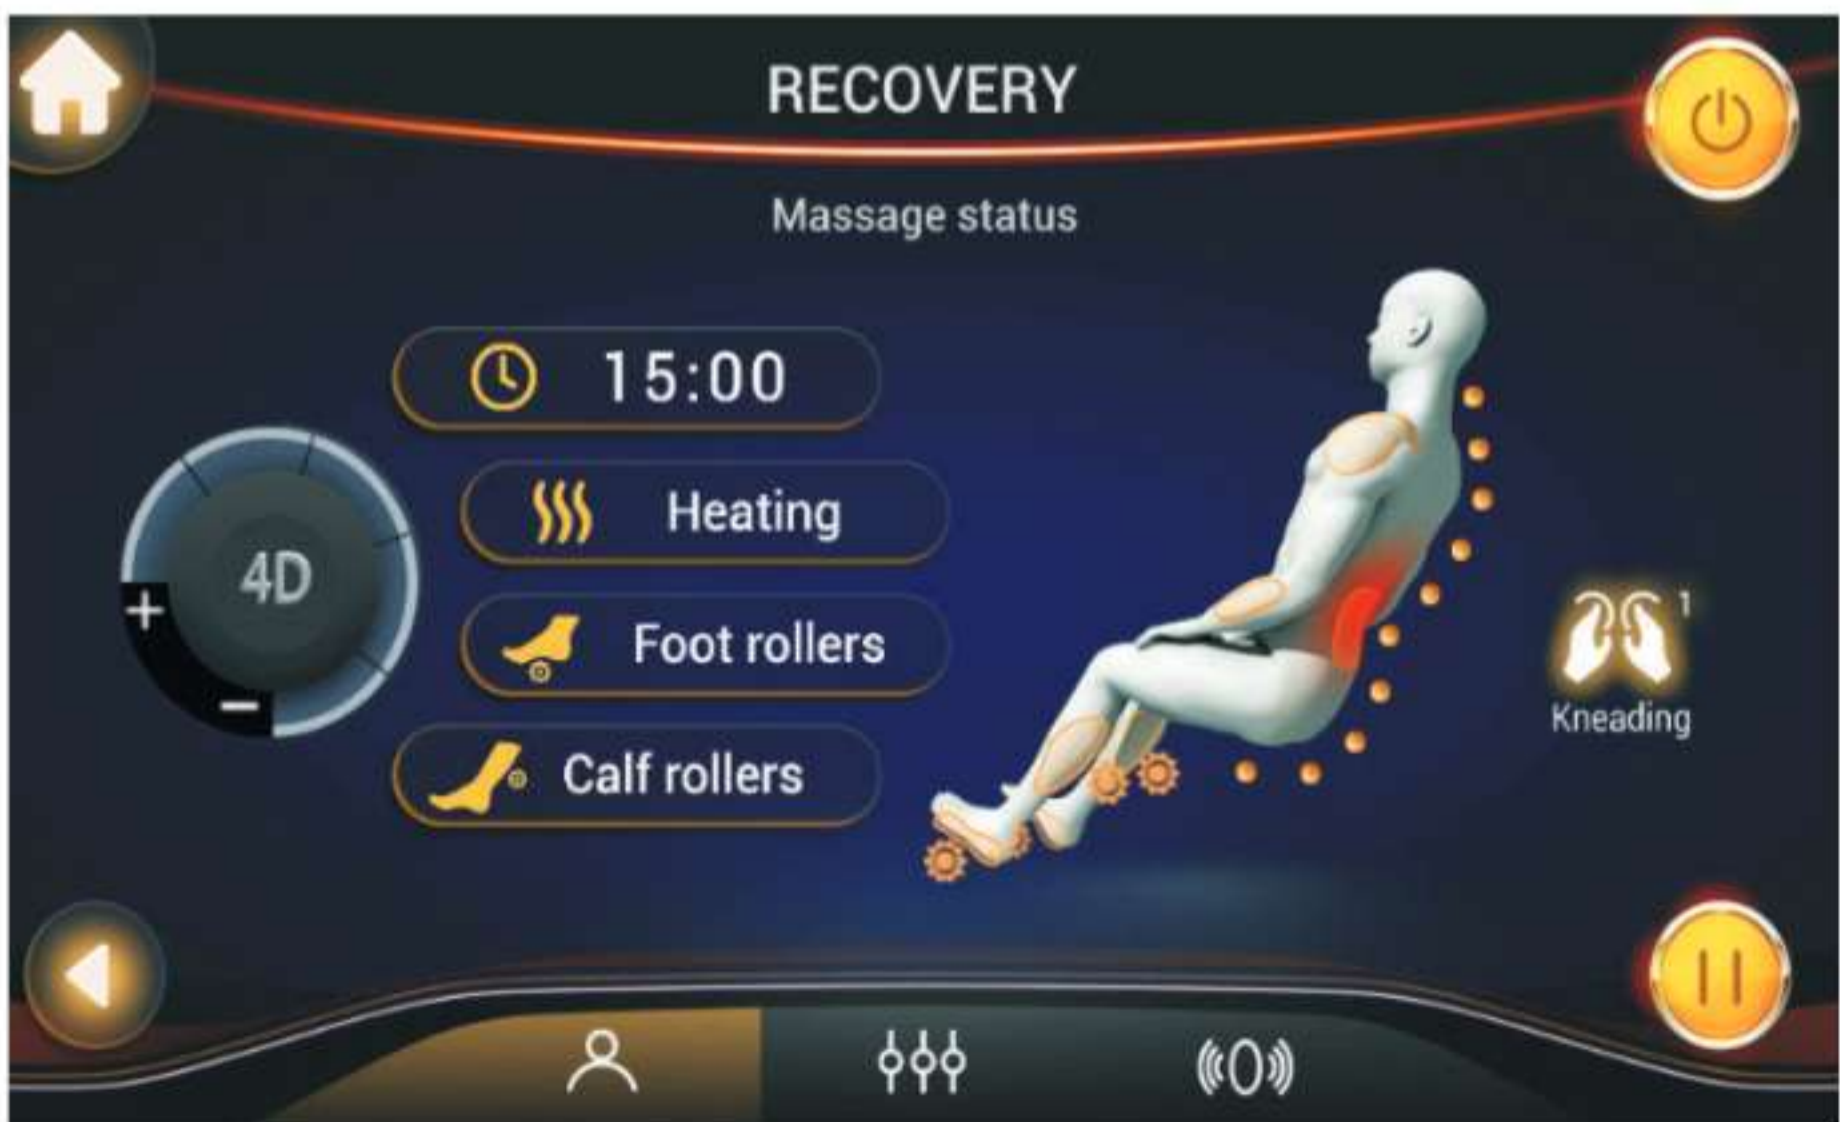 RECOVERY
Massage status
15:00
Heating
4D
+
Foot rollers
−
Calf rollers
1
Kneading